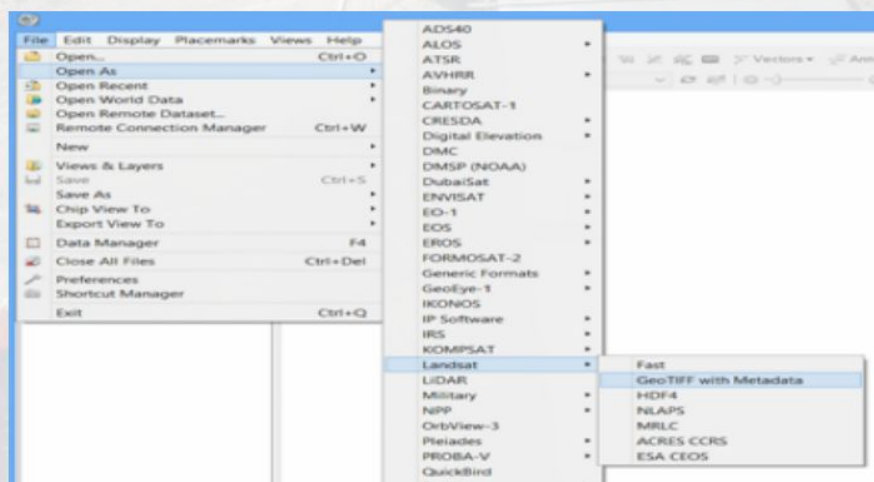 File Edit Display Placemarks Views Help
Open... Ctrl+O
Open As
Open Recent
Open World Data
Open Remote Dataset...
Remote Connection Manager Ctrl+W
New
Views & Layers
Save Ctrl+S
Save As
Chip View To
Export View To
Data Manager F4
Close All Files Ctrl+Del
Preferences
Shortcut Manager
Exit Ctrl+Q
ADS40
ALOS
ATSR
AVHRR
Binary
CARTOSAT-1
CRESDA
Digital Elevation
DMC
DMSP (NOAA)
DubaiSat
ENVISAT
EO-1
EOS
EROS
FORMOSAT-2
Generic Formats
GeoEye-1
IKONOS
IP Software
IRS
KOMPSAT
Landsat
LiDAR
Military
NPP
OrbView-3
Pleiades
PROBA-V
QuickBird
Fast
GeoTIFF with Metadata
HDF4
NLAPS
MRLC
ACRES CCRS
ESA CEOS
Vectors